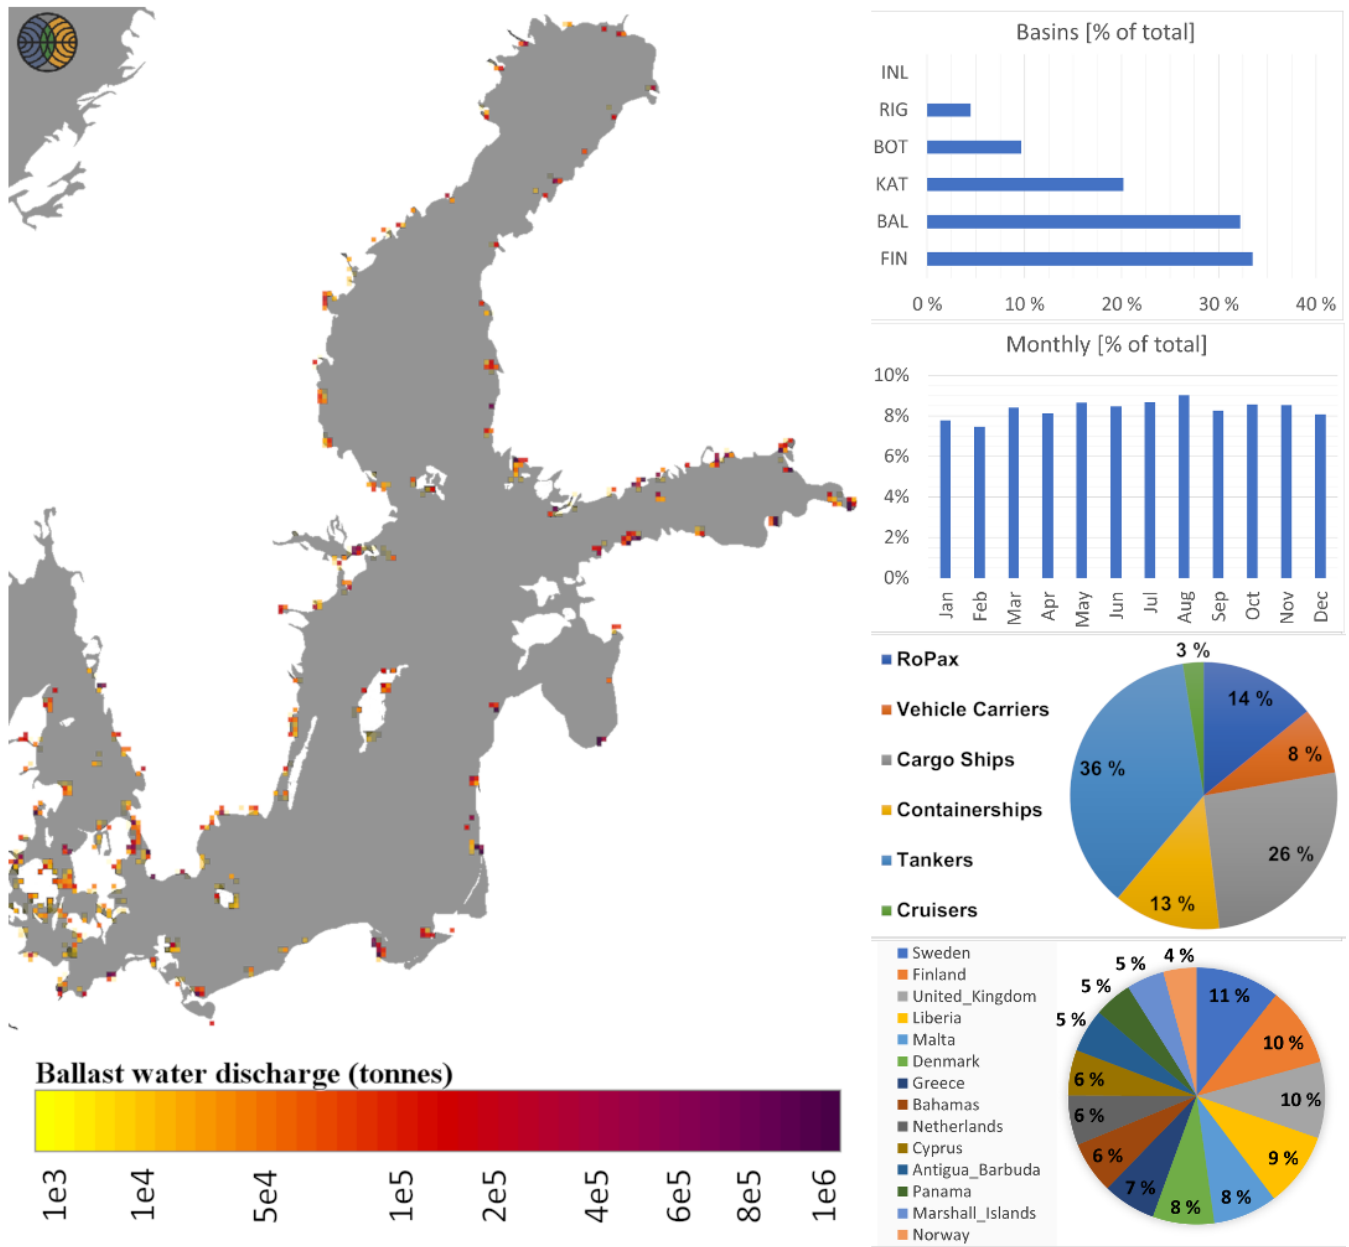 Basins [% of total]
INL
RIG
BOT
KAT
BAL
FIN
0 % 10 % 20 % 30 % 40 %
Monthly [% of total]
10%
8%
6%
4%
2%
0%
Jan Feb Mar Apr May Jun Jul Aug Sep Oct Nov Dec
RoPax
Vehicle Carriers
Cargo Ships
Containerships
Tankers
Cruisers
3 %
14 %
8 %
26 %
13 %
36 %
Sweden
Finland
United_Kingdom
Liberia
Malta
Denmark
Greece
Bahamas
Netherlands
Cyprus
Antigua_Barbuda
Panama
Marshall_Islands
Norway
11 %
10 %
10 %
9 %
8 %
8 %
7 %
6 %
6 %
6 %
5 %
5 %
5 %
4 %
Ballast water discharge (tonnes)
1e3 1e4 5e4 1e5 2e5 4e5 6e5 8e5 1e6